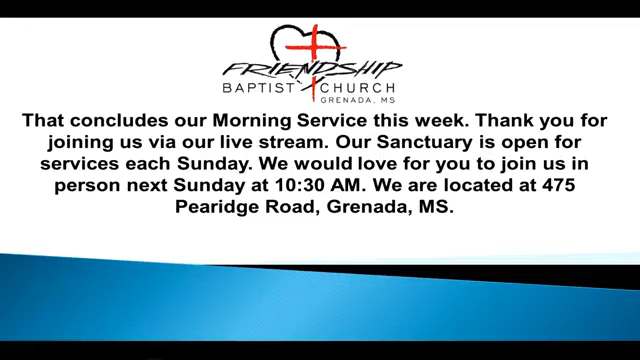 FRIENDSHIP
BAPTIST CHURCH
GRENADA, MS
That concludes our Morning Service this week. Thank you for
joining us via our live stream. Our Sanctuary is open for
services each Sunday. We would love for you to join us in
person next Sunday at 10:30 AM. We are located at 475
Pearidge Road, Grenada, MS.